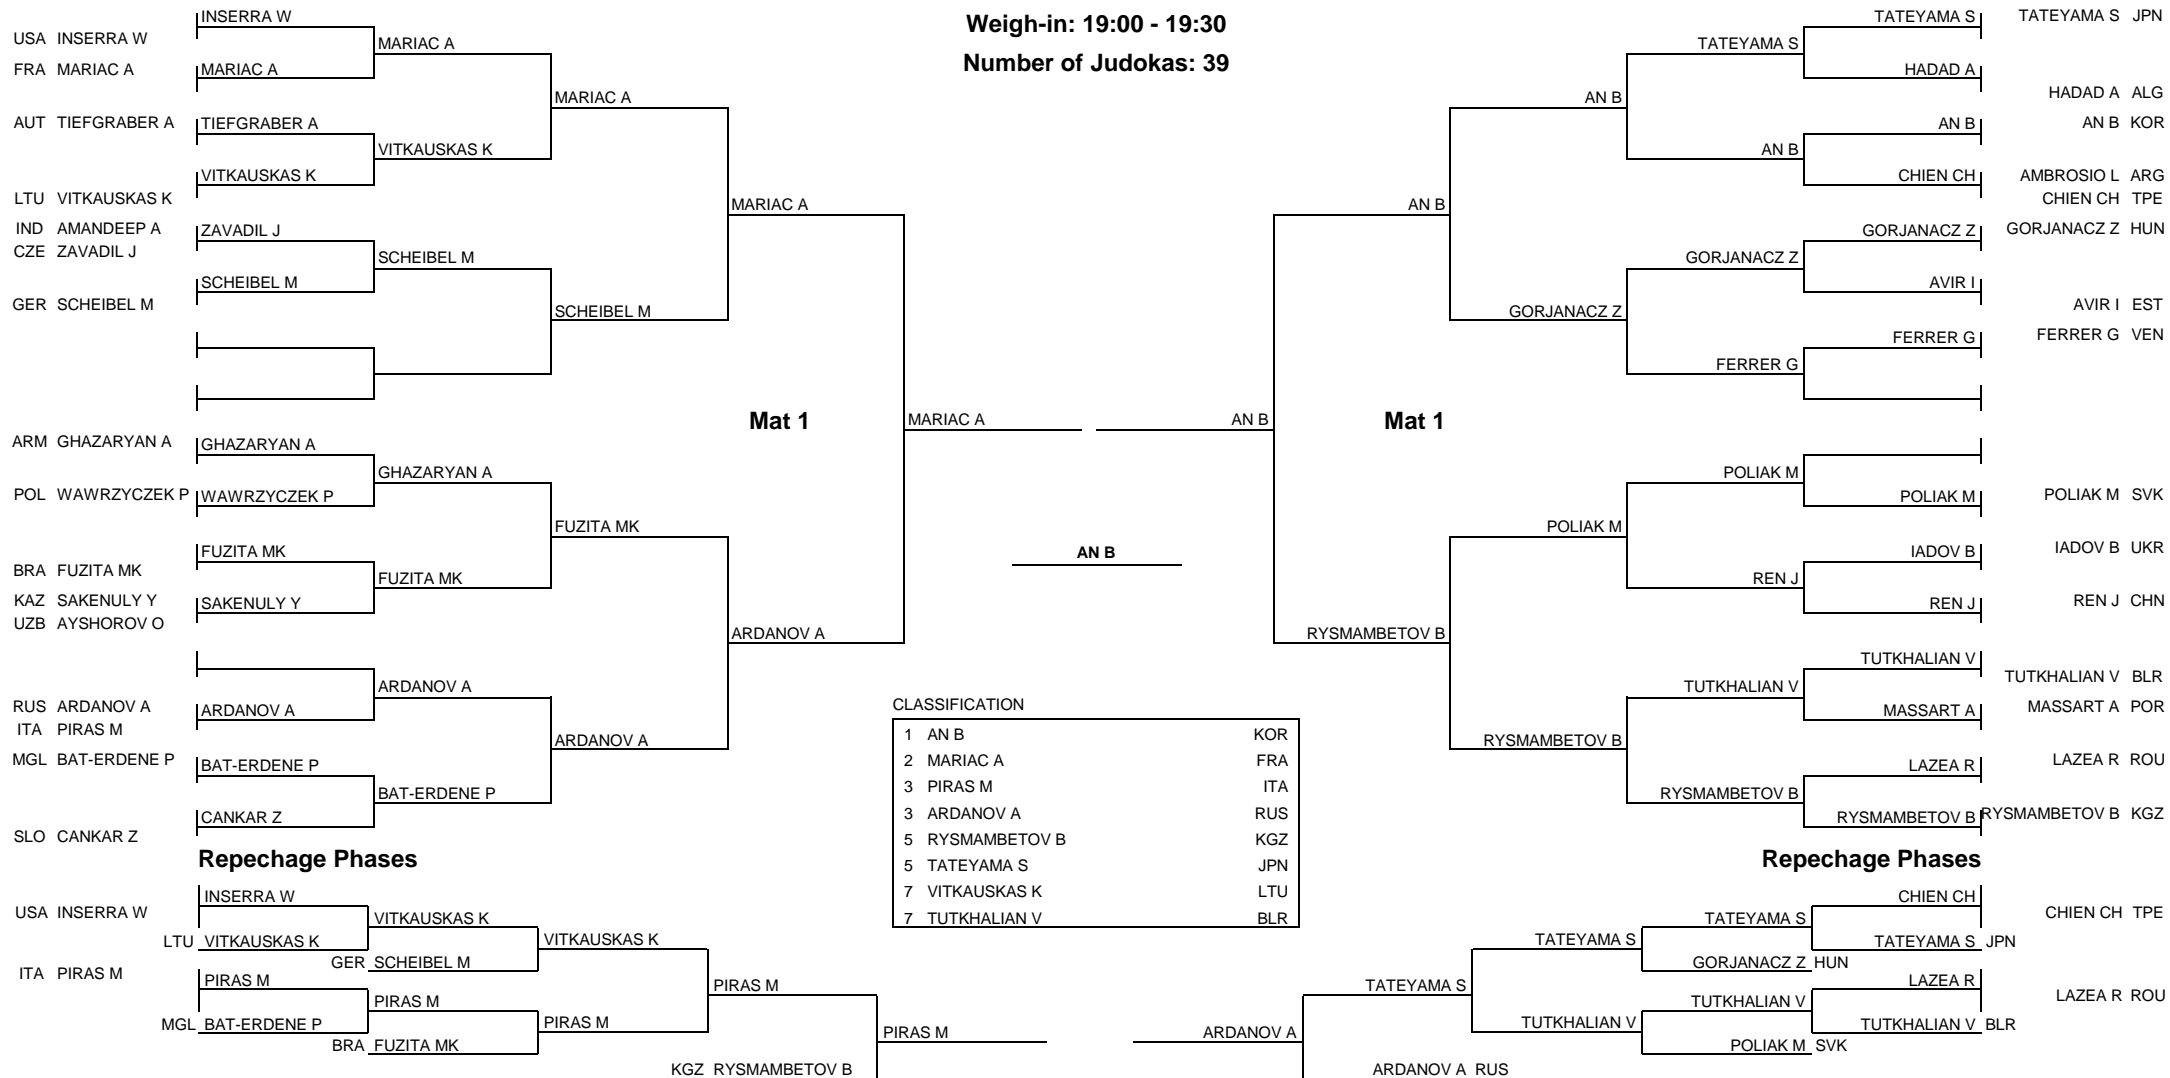 Weigh-in: 19:00 - 19:30
Number of Judokas: 39
INSERRA W
USA INSERRA W
MARIAC A
FRA MARIAC A
MARIAC A
MARIAC A
AUT TIEFGRABER A
TIEFGRABER A
VITKAUSKAS K
VITKAUSKAS K
LTU VITKAUSKAS K
MARIAC A
IND AMANDEEP A
CZE ZAVADIL J
ZAVADIL J
SCHEIBEL M
SCHEIBEL M
GER SCHEIBEL M
SCHEIBEL M
Mat 1
MARIAC A
ARM GHAZARYAN A
GHAZARYAN A
GHAZARYAN A
POL WAWRZYCZEK P
WAWRZYCZEK P
FUZITA MK
FUZITA MK
BRA FUZITA MK
FUZITA MK
KAZ SAKENULY Y
SAKENULY Y
UZB AYSHOROV O
ARDANOV A
ARDANOV A
RUS ARDANOV A
ARDANOV A
ITA PIRAS M
ARDANOV A
MGL BAT-ERDENE P
BAT-ERDENE P
BAT-ERDENE P
CANKAR Z
SLO CANKAR Z
TATEYAMA S
TATEYAMA S JPN
TATEYAMA S
HADAD A
HADAD A ALG
AN B
AN B
AN B KOR
AN B
CHIEN CH
AMBROSIO L ARG
CHIEN CH TPE
AN B
GORJANACZ Z
GORJANACZ Z HUN
GORJANACZ Z
AVIR I
AVIR I EST
GORJANACZ Z
FERRER G
FERRER G VEN
FERRER G
AN B
Mat 1
POLIAK M
POLIAK M
POLIAK M SVK
POLIAK M
IADOV B
IADOV B UKR
REN J
REN J
REN J CHN
RYSMAMBETOV B
TUTKHALIAN V
TUTKHALIAN V BLR
TUTKHALIAN V
MASSART A
MASSART A POR
RYSMAMBETOV B
LAZEA R
LAZEA R ROU
RYSMAMBETOV B
RYSMAMBETOV B
RYSMAMBETOV B KGZ
AN B
CLASSIFICATION
1 AN B KOR
2 MARIAC A FRA
3 PIRAS M ITA
3 ARDANOV A RUS
5 RYSMAMBETOV B KGZ
5 TATEYAMA S JPN
7 VITKAUSKAS K LTU
7 TUTKHALIAN V BLR
Repechage Phases
INSERRA W
USA INSERRA W
VITKAUSKAS K
LTU VITKAUSKAS K
VITKAUSKAS K
GER SCHEIBEL M
ITA PIRAS M
PIRAS M
PIRAS M
PIRAS M
MGL BAT-ERDENE P
PIRAS M
BRA FUZITA MK
PIRAS M
KGZ RYSMAMBETOV B
Repechage Phases
CHIEN CH
CHIEN CH TPE
TATEYAMA S
TATEYAMA S JPN
TATEYAMA S
GORJANACZ Z HUN
LAZEA R
TATEYAMA S
LAZEA R ROU
TUTKHALIAN V
TUTKHALIAN V
TUTKHALIAN V BLR
ARDANOV A
POLIAK M SVK
ARDANOV A RUS